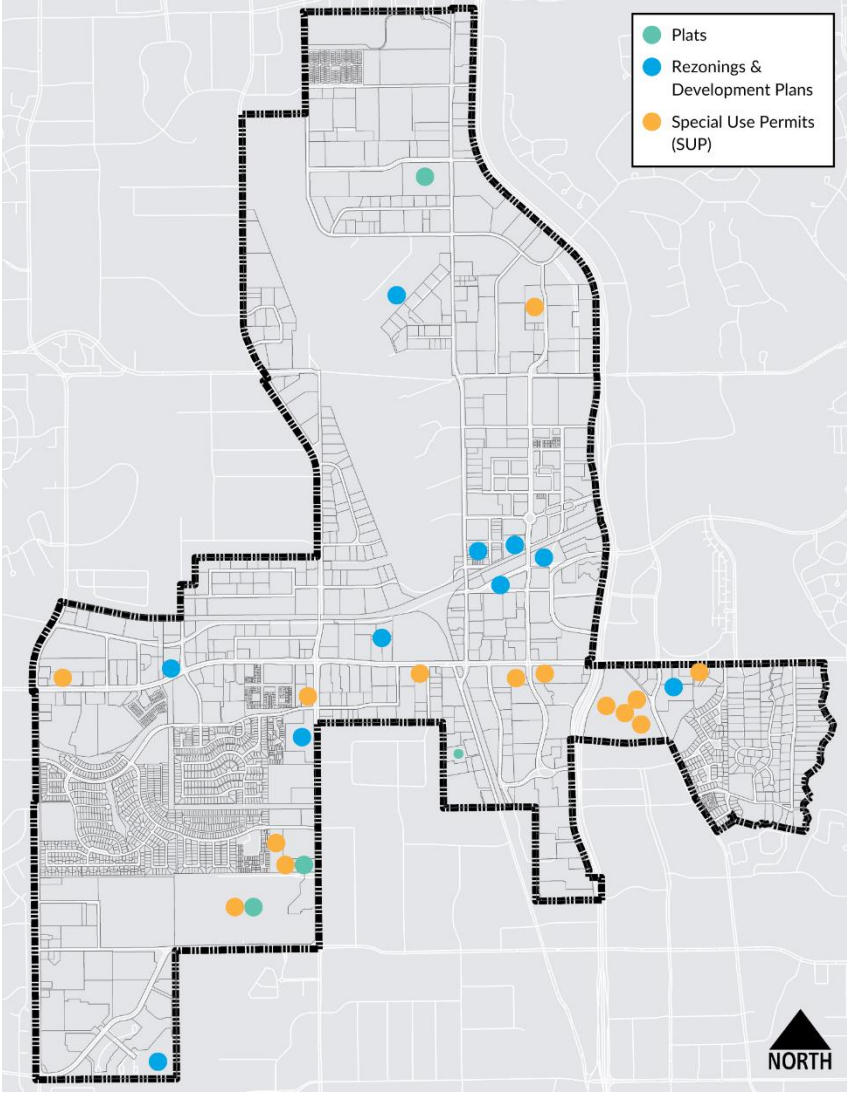 Plats
Rezonings &
Development Plans
Special Use Permits
(SUP)
NORTH